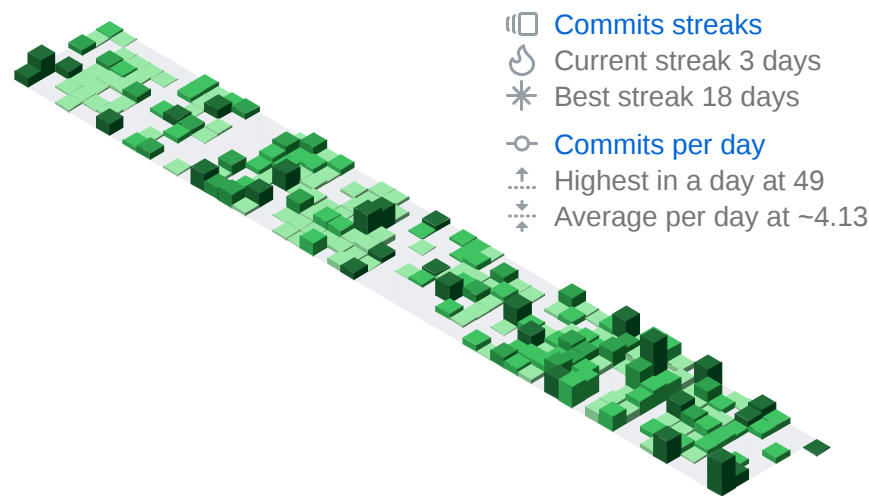 Commits streaks
Current streak 3 days
Best streak 18 days
Commits per day
Highest in a day at 49
Average per day at ~4.13